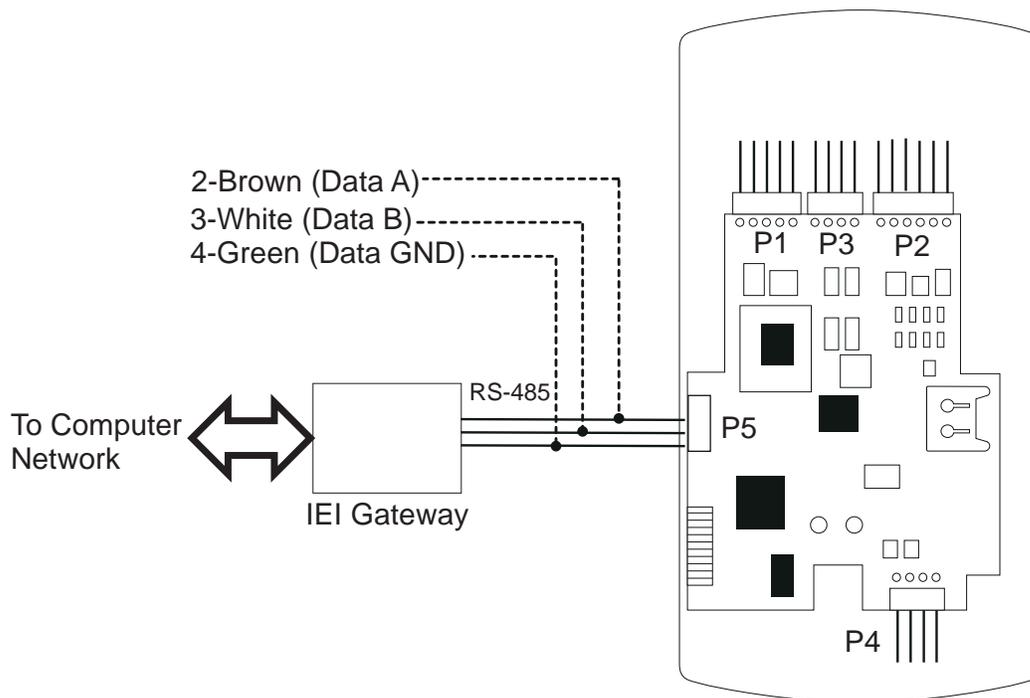 2-Brown (Data A)
3-White (Data B)
4-Green (Data GND)
P1
P3
P2
RS-485
To Computer
Network
P5
IEI Gateway
P4